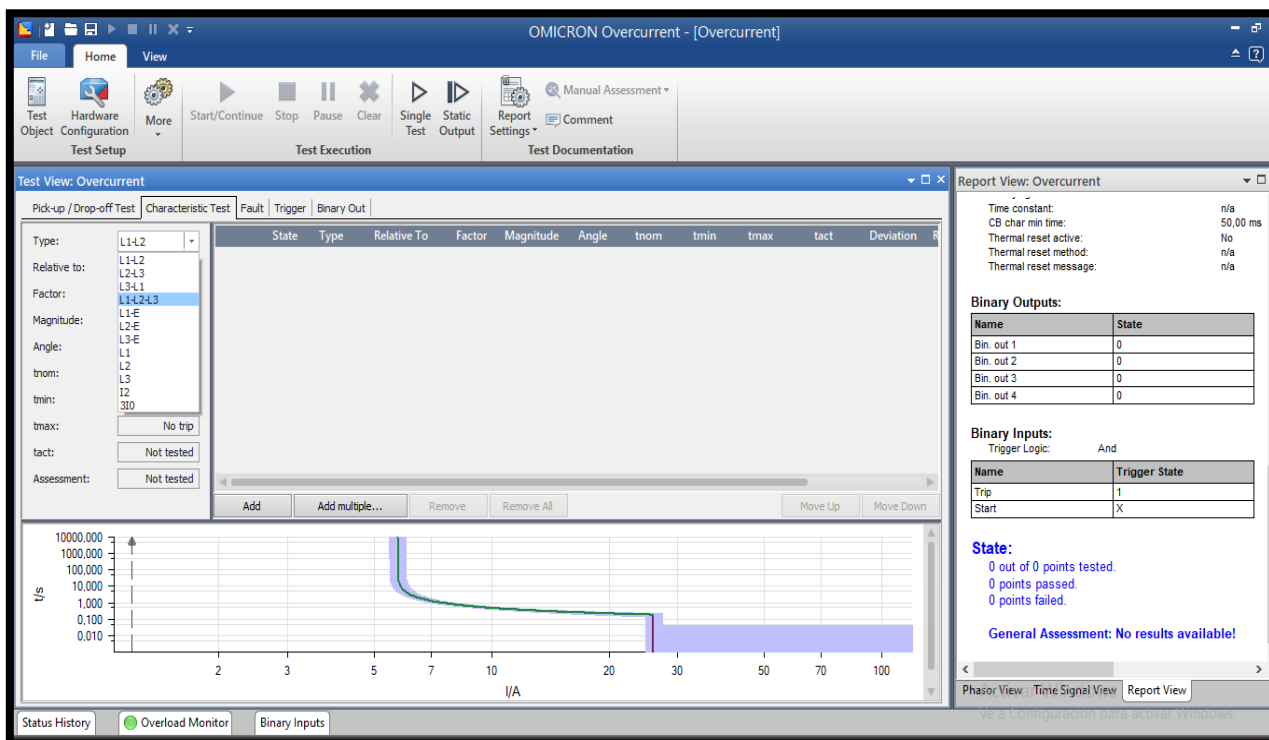 OMICRON Overcurrent - [Overcurrent]
File Home View
Test Object
Hardware Configuration
More
Test Setup
Start/Continue
Stop
Pause
Clear
Single Test
Static Output
Test Execution
Report Settings
Manual Assessment
Comment
Test Documentation
Test View: Overcurrent
Pick-up / Drop-off Test Characteristic Test Fault Trigger Binary Out
Type: L1-L2
Relative to:
Factor:
Magnitude:
Angle:
tnom:
tmin:
tmax: No trip
tact: Not tested
Assessment: Not tested
L1-L2
L2-L3
L3-L1
L1-L2-L3
L1-E
L2-E
L3-E
L1
L2
L3
I2
3I0
State Type Relative To Factor Magnitude Angle tnom tmin tmax tact Deviation
Add Add multiple... Remove Remove All Move Up Move Down
10000,000
1000,000
100,000
10,000
1,000
0,100
0,010
t/s
2 3 5 7 10 20 30 50 70 100
I/A
Report View: Overcurrent
Time constant: n/a
CB char min time: 50,00 ms
Thermal reset active: No
Thermal reset method: n/a
Thermal reset message: n/a
Binary Outputs:
Name State
Bin. out 1 0
Bin. out 2 0
Bin. out 3 0
Bin. out 4 0
Binary Inputs:
Trigger Logic: And
Name Trigger State
Trip 1
Start X
State:
0 out of 0 points tested.
0 points passed.
0 points failed.
General Assessment: No results available!
Phasor View Time Signal View Report View
Ve a Configuración para activar Windows.
Status History Overload Monitor Binary Inputs